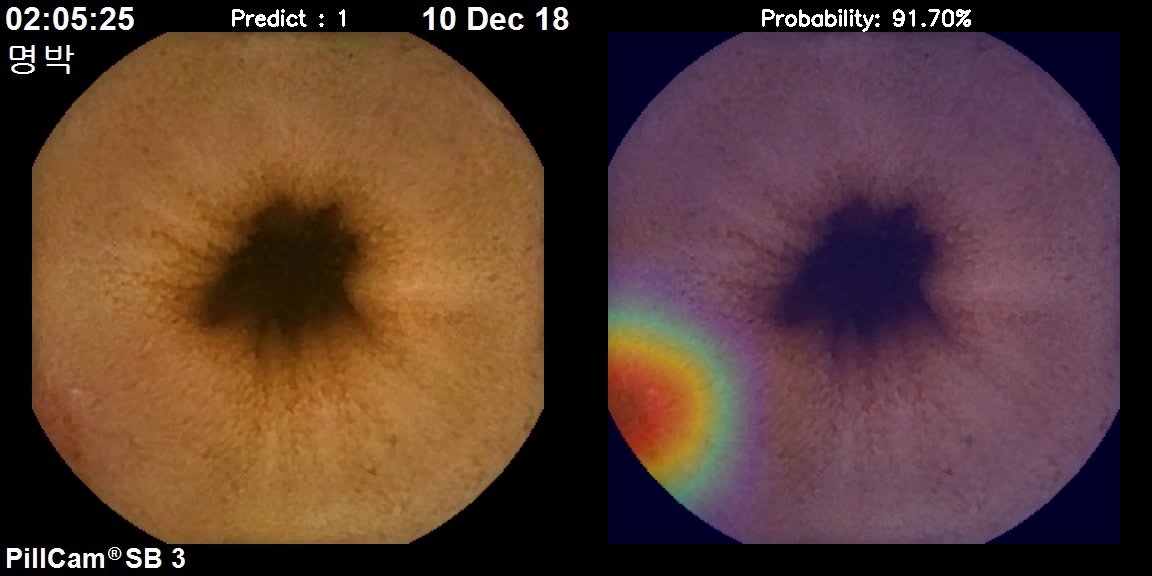 02:05:25
Predict : 1
10 Dec 18
Probability: 91.70%
명박
PillCam® SB 3